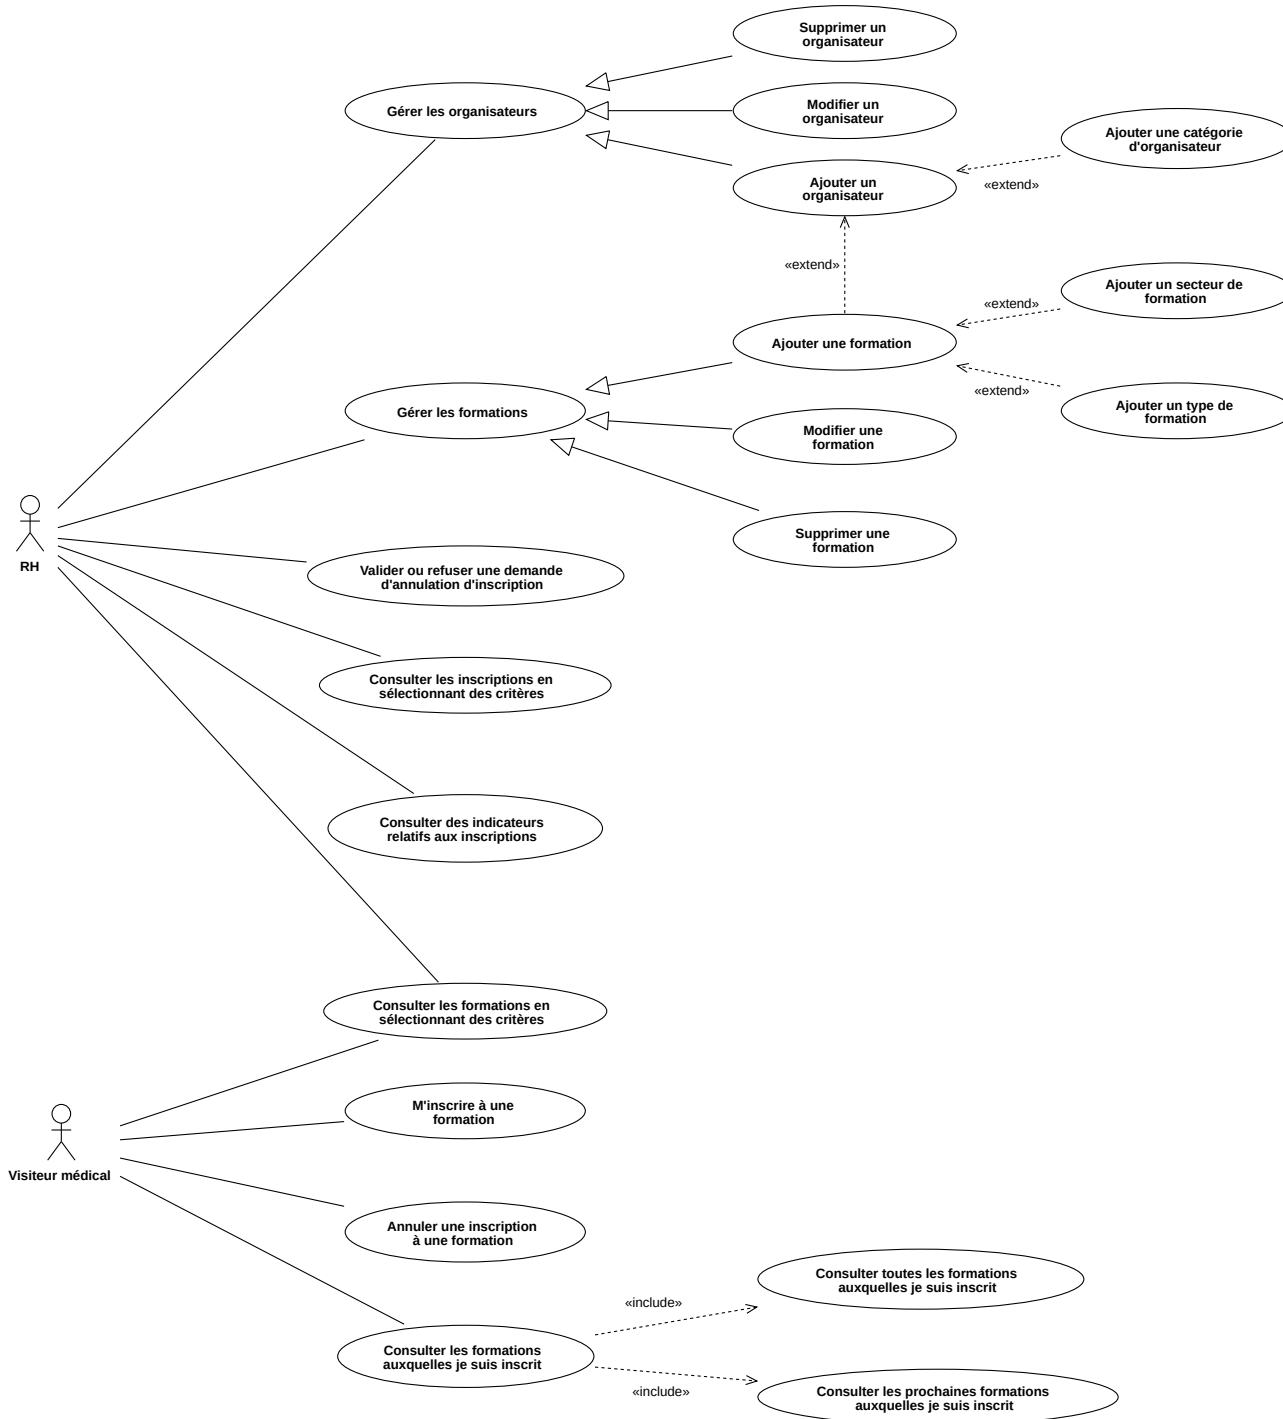 Supprimer un
organisateur
Gérer les organisateurs
Modifier un
organisateur
Ajouter une catégorie
d'organisateur
Ajouter un
organisateur
«extend»
«extend»
Ajouter un secteur de
formation
«extend»
Ajouter une formation
«extend»
Gérer les formations
Ajouter un type de
formation
Modifier une
formation
Supprimer une
formation
RH
Valider ou refuser une demande
d'annulation d'inscription
Consulter les inscriptions en
sélectionnant des critères
Consulter des indicateurs
relatifs aux inscriptions
Consulter les formations en
sélectionnant des critères
M'inscrire à une
formation
Visiteur médical
Annuler une inscription
à une formation
Consulter toutes les formations
auxquelles je suis inscrit
«include»
Consulter les formations
auxquelles je suis inscrit
«include»
Consulter les prochaines formations
auxquelles je suis inscrit